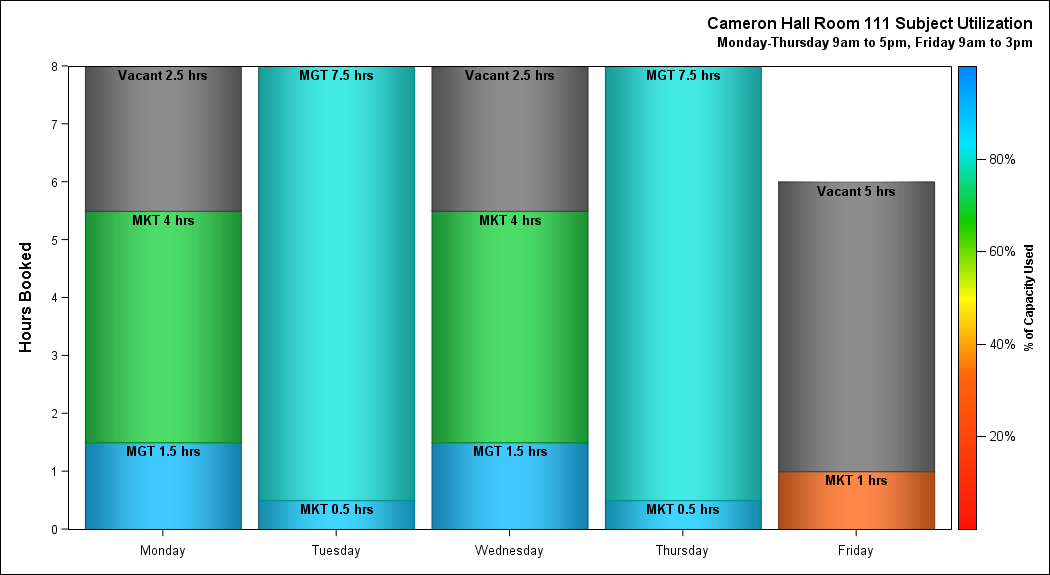 Cameron Hall Room 111 Subject Utilization
Monday-Thursday 9am to 5pm, Friday 9am to 3pm
Hours Booked
8
7
6
5
4
3
2
1
0
Vacant 2.5 hrs
MKT 4 hrs
MGT 1.5 hrs
MGT 7.5 hrs
MKT 0.5 hrs
Vacant 2.5 hrs
MKT 4 hrs
MGT 1.5 hrs
MGT 7.5 hrs
MKT 0.5 hrs
Vacant 5 hrs
MKT 1 hrs
Monday
Tuesday
Wednesday
Thursday
Friday
80%
60%
40%
20%
% of Capacity Used